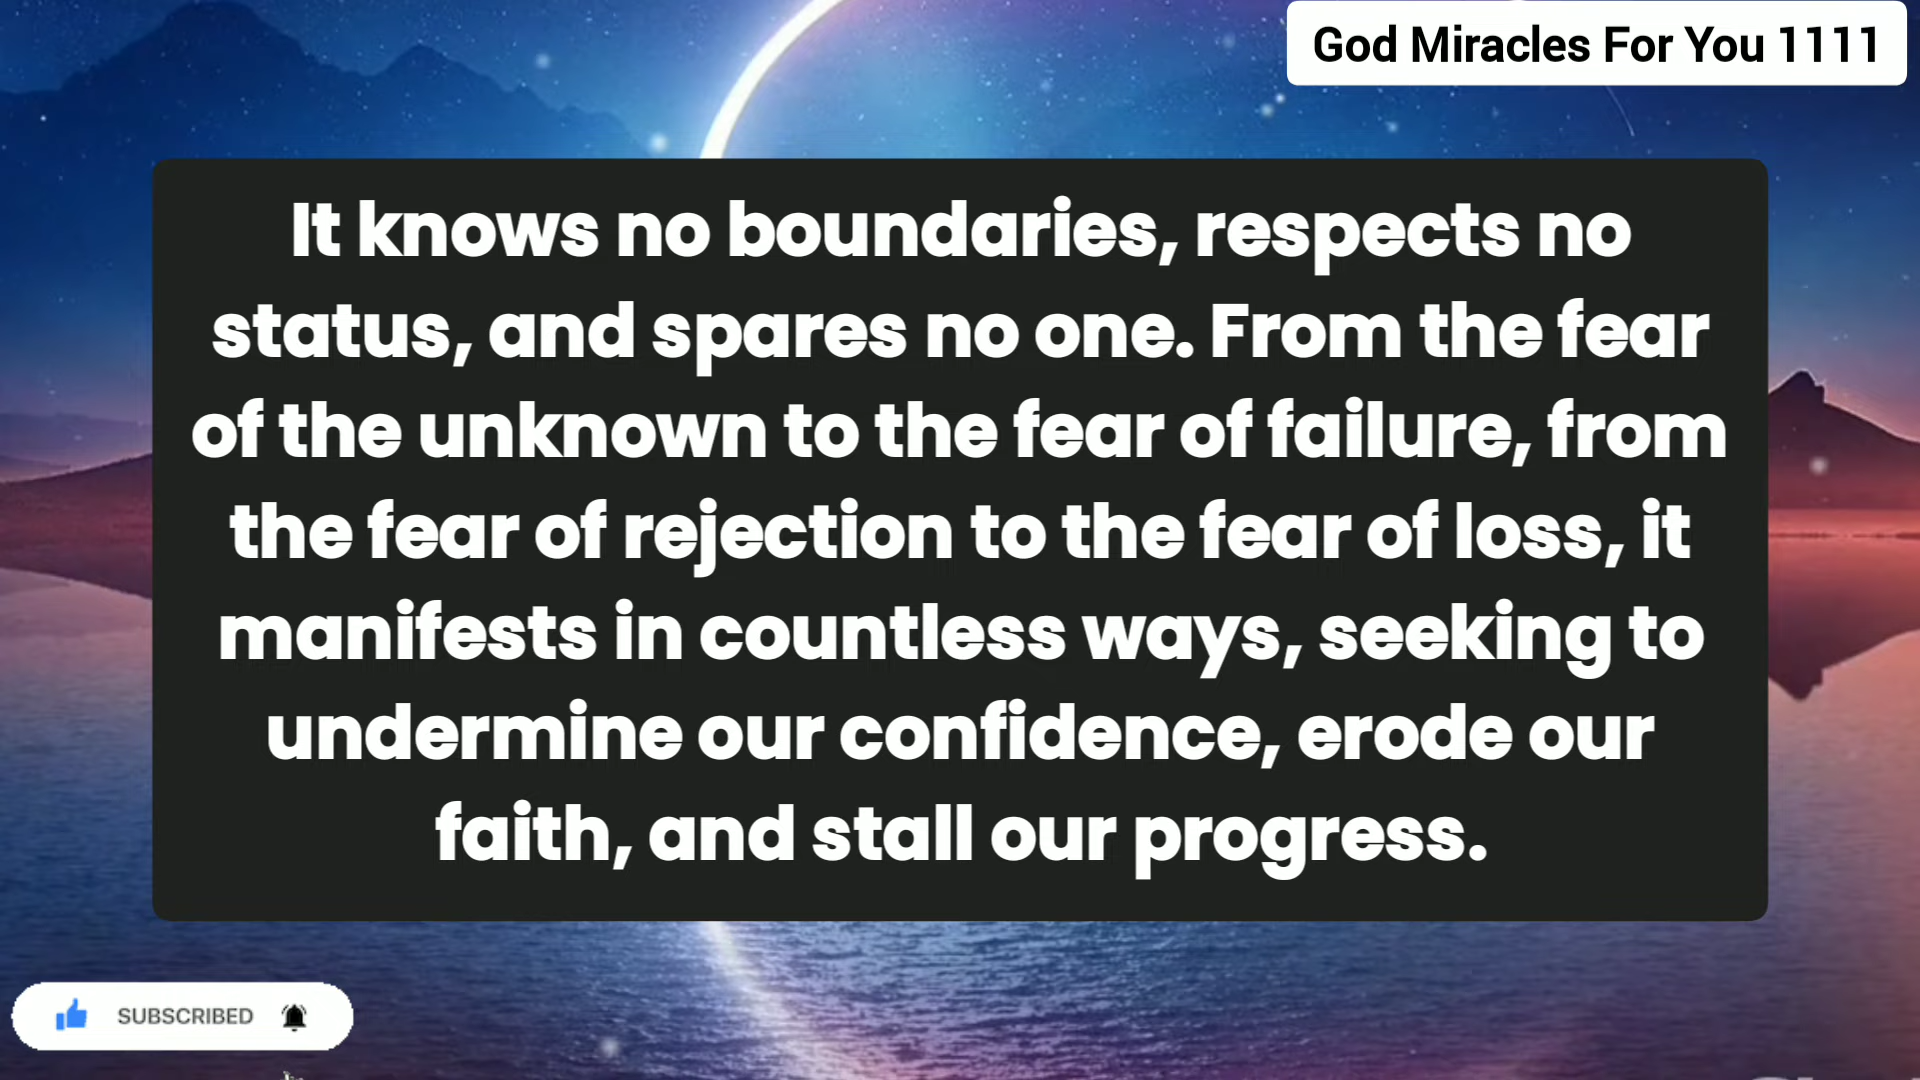 God Miracles For You 1111
It knows no boundaries, respects no
status, and spares no one. From the fear
of the unknown to the fear of failure, from
the fear of rejection to the fear of loss, it
manifests in countless ways, seeking to
undermine our confidence, erode our
faith, and stall our progress.
SUBSCRIBED